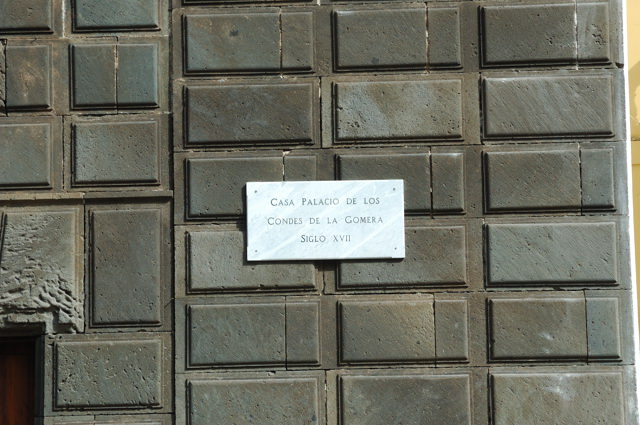 Casa Palacio de los
Condes de la Gomera
Siglo XVII